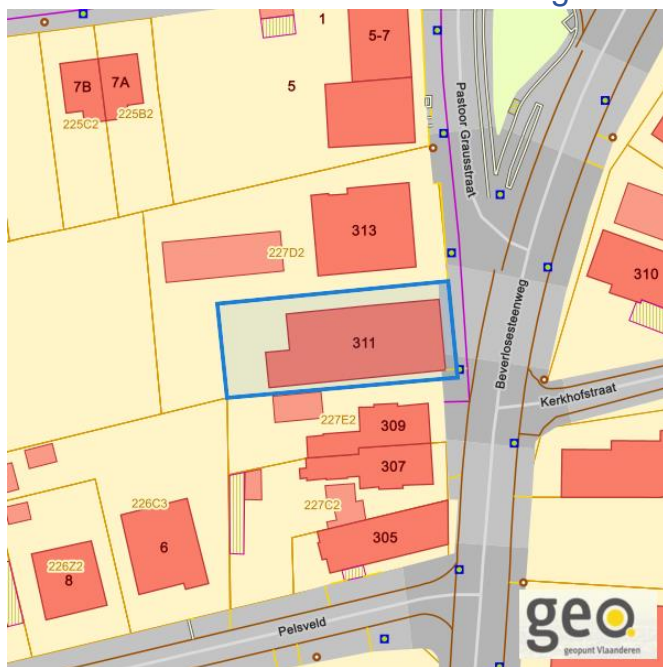 1
5-7
7B
7A
5
225C2
225B2
Pastoor Grausstraat
313
227D2
310
311
Beverlosesteenweg
Kerkhofstraat
227E2
309
307
227C2
226C3
6
305
226Z2
8
Pelsveld
geo
geopunt Vlaanderen